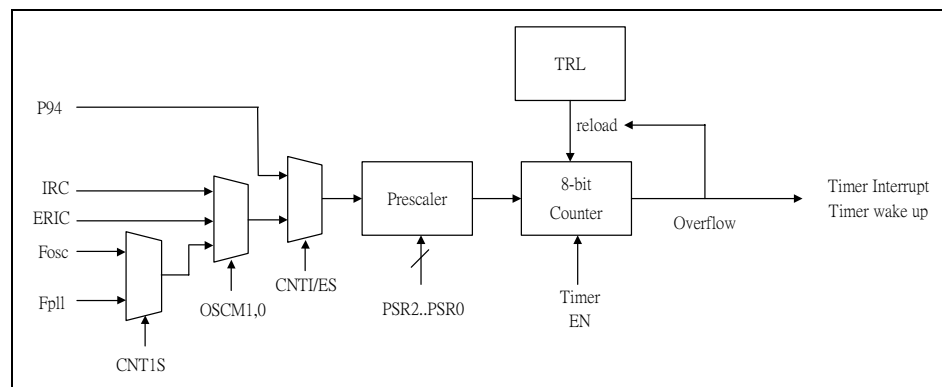 TRL
P94
reload
IRC
Prescaler
8-bit
Counter
Timer Interrupt
Timer wake up
ERIC
Overflow
Fosc
CNTI/ES
Timer
EN
Fpll
OSCM1,0
PSR2..PSR0
CNT1S